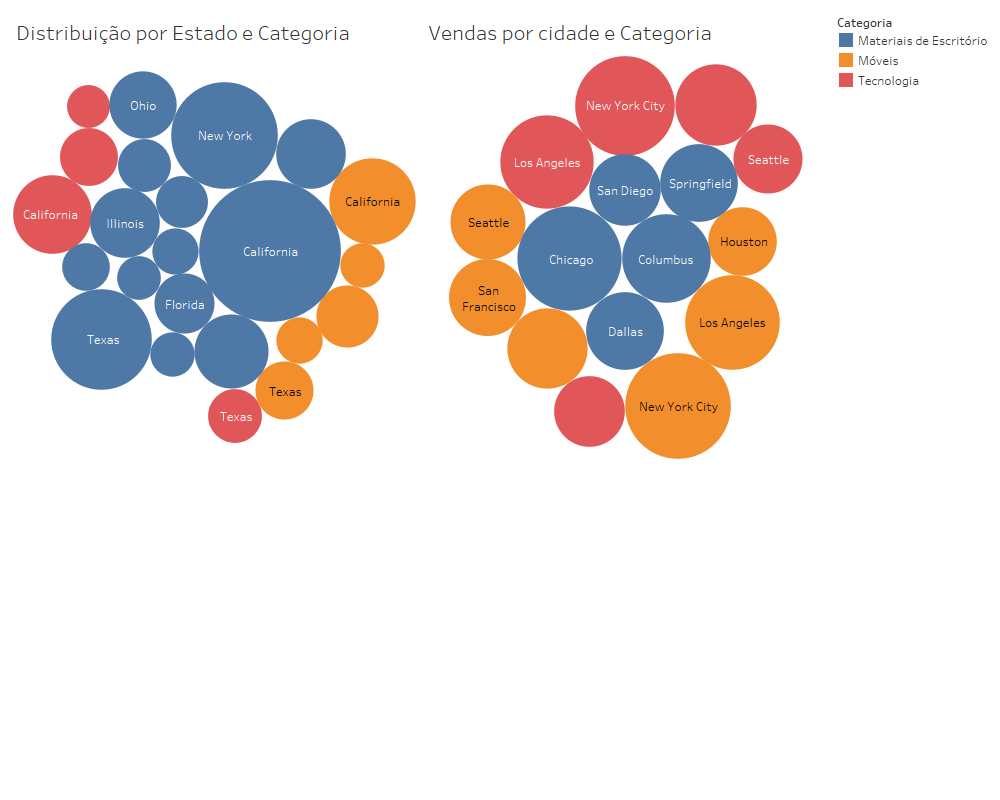 Distribuição por Estado e Categoria
Ohio
New York
California
California
Illinois
California
Florida
Texas
Texas
Texas
Vendas por cidade e Categoria
New York City
Los Angeles
Seattle
San Diego
Springfield
Seattle
Houston
Chicago
Columbus
San
Francisco
Los Angeles
Dallas
New York City
Categoria
Materiais de Escritório
Móveis
Tecnologia